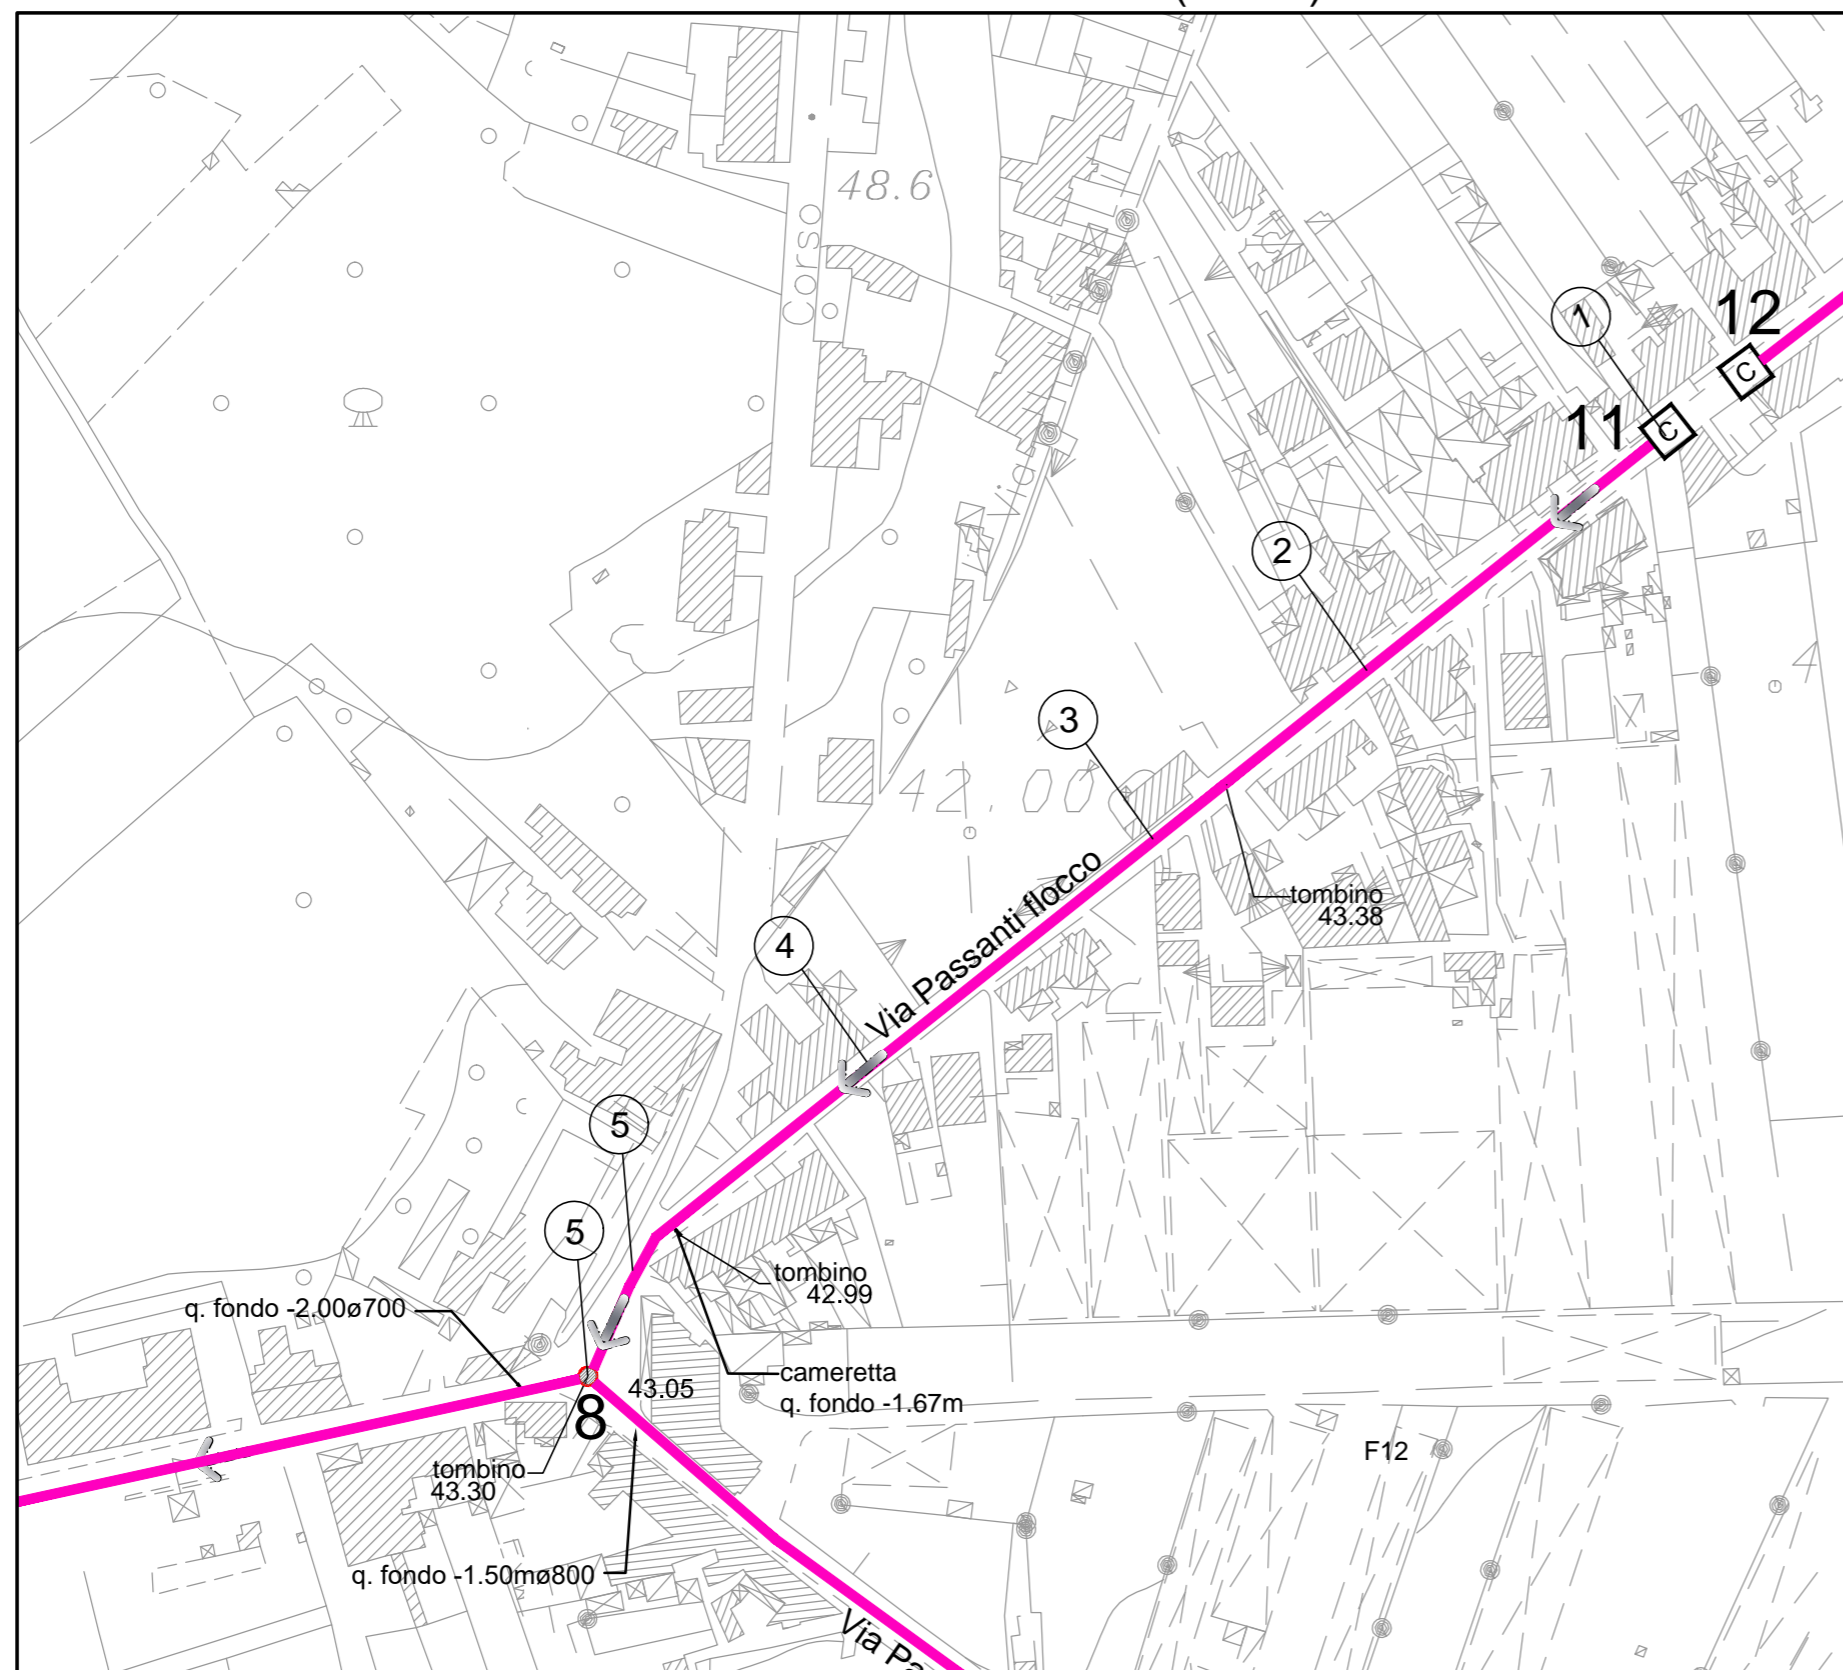 48.6
Corso
12
1
C
11
C
2
Via
3
42.00
tombino
43.38
Via Passanti flocco
4
5
5
tombino
42.99
q. fondo -2.00ø700
cameretta
q. fondo -1.67m
43.05
8
F12
tombino
43.30
q. fondo -1.50mø800
Via Pa